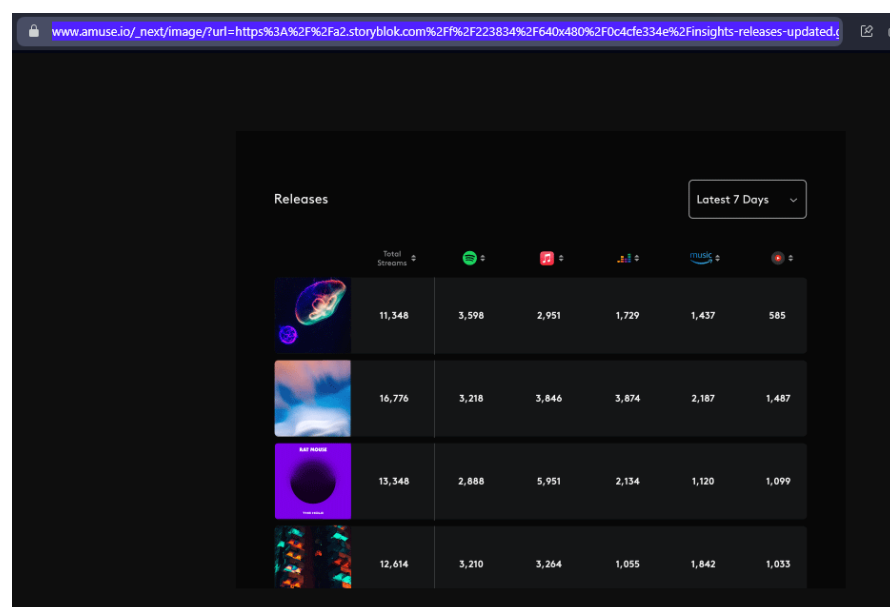 www.amuse.io/_next/image/?url=https%3A%2F%2Fa2.storyblok.com%2Ff%2F223834%2F640x480%2F0c4cfe334e%2Finsights-releases-updated.g
Releases
Latest 7 Days
Total Streams
music
11,348 3,598 2,951 1,729 1,437 585
16,776 3,218 3,846 3,874 2,187 1,487
RAT MOUSE
13,348 2,888 5,951 2,134 1,120 1,099
12,614 3,210 3,264 1,055 1,842 1,033